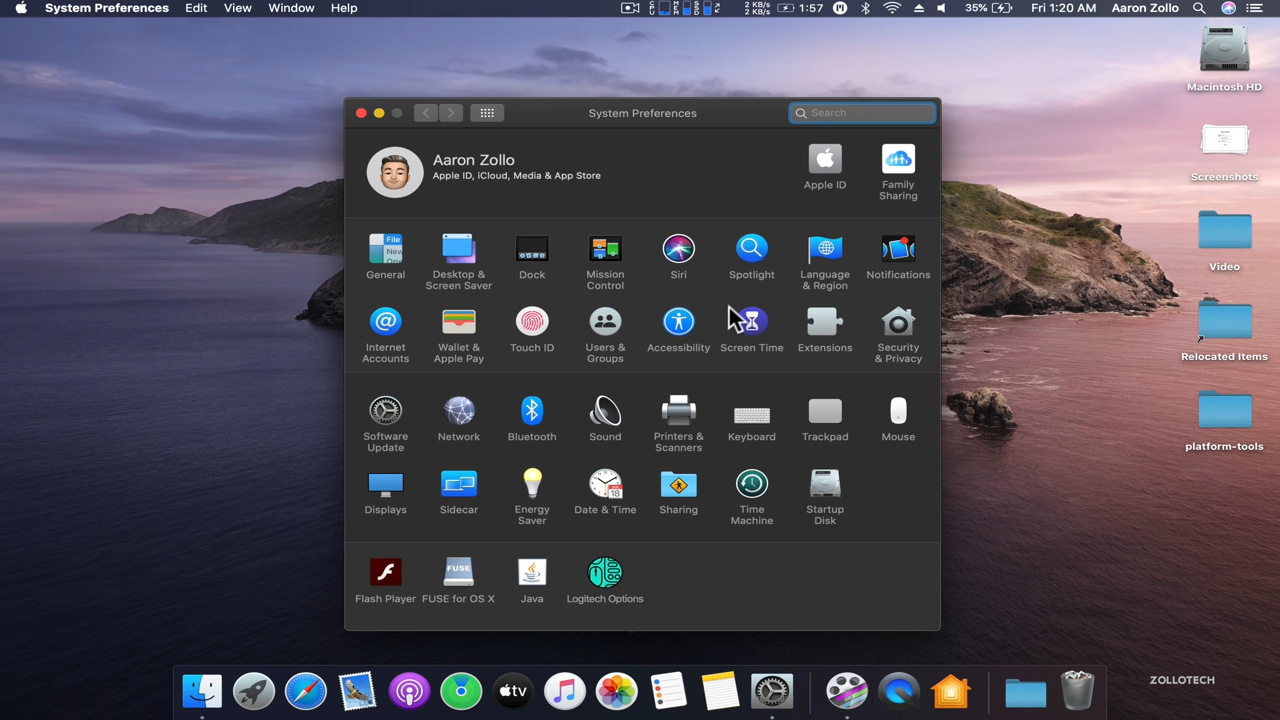 System Preferences Edit View Window Help
2 KB/s
2 KB/s
1:57
35%
Fri 1:20 AM
Aaron Zollo
Macintosh HD
Screenshots
Video
Relocated Items
platform-tools
System Preferences
Search
Aaron Zollo
Apple ID, iCloud, Media & App Store
Apple ID
Family
Sharing
File
New
General
Desktop &
Screen Saver
Dock
Mission
Control
Siri
Spotlight
Language
& Region
Notifications
Internet
Accounts
Wallet &
Apple Pay
Touch ID
Users &
Groups
Accessibility
Screen Time
Extensions
Security
& Privacy
Software
Update
Network
Bluetooth
Sound
Printers &
Scanners
Keyboard
Trackpad
Mouse
Displays
Sidecar
Energy
Saver
18
Date & Time
Sharing
Time
Machine
Startup
Disk
Flash Player
FUSE
FUSE for OS X
Java
Logitech Options
tv
ZOLLOTECH